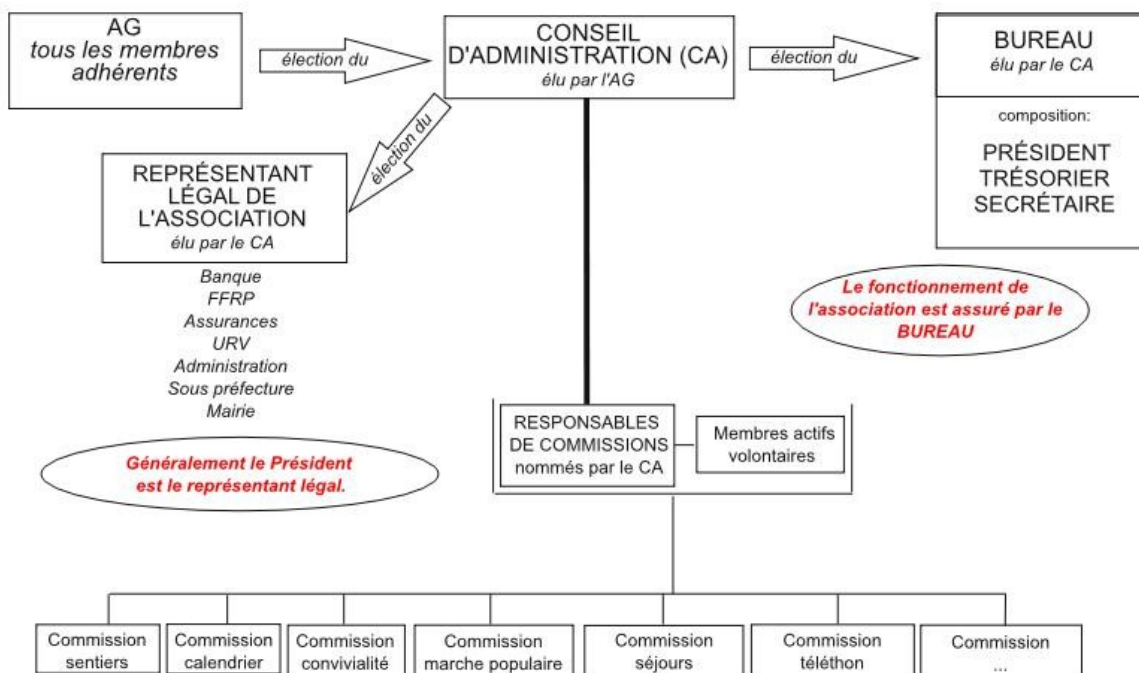 AG
tous les membres
adhérents
élection du
CONSEIL
D'ADMINISTRATION (CA)
élu par l'AG
élection du
BUREAU
élu par le CA
composition:
PRÉSIDENT
TRÉSORIER
SECRÉTAIRE
élection du
REPRÉSENTANT
LÉGAL DE
L'ASSOCIATION
élu par le CA
Banque
FFRP
Assurances
URV
Administration
Sous préfecture
Mairie
Le fonctionnement de
l'association est assuré par le
BUREAU
Généralement le Président
est le représentant légal.
RESPONSABLES
DE COMMISSIONS
nommés par le CA
Membres actifs
volontaires
Commission
sentiers
Commission
calendrier
Commission
convivialité
Commission
marche populaire
Commission
séjours
Commission
téléthon
Commission
...